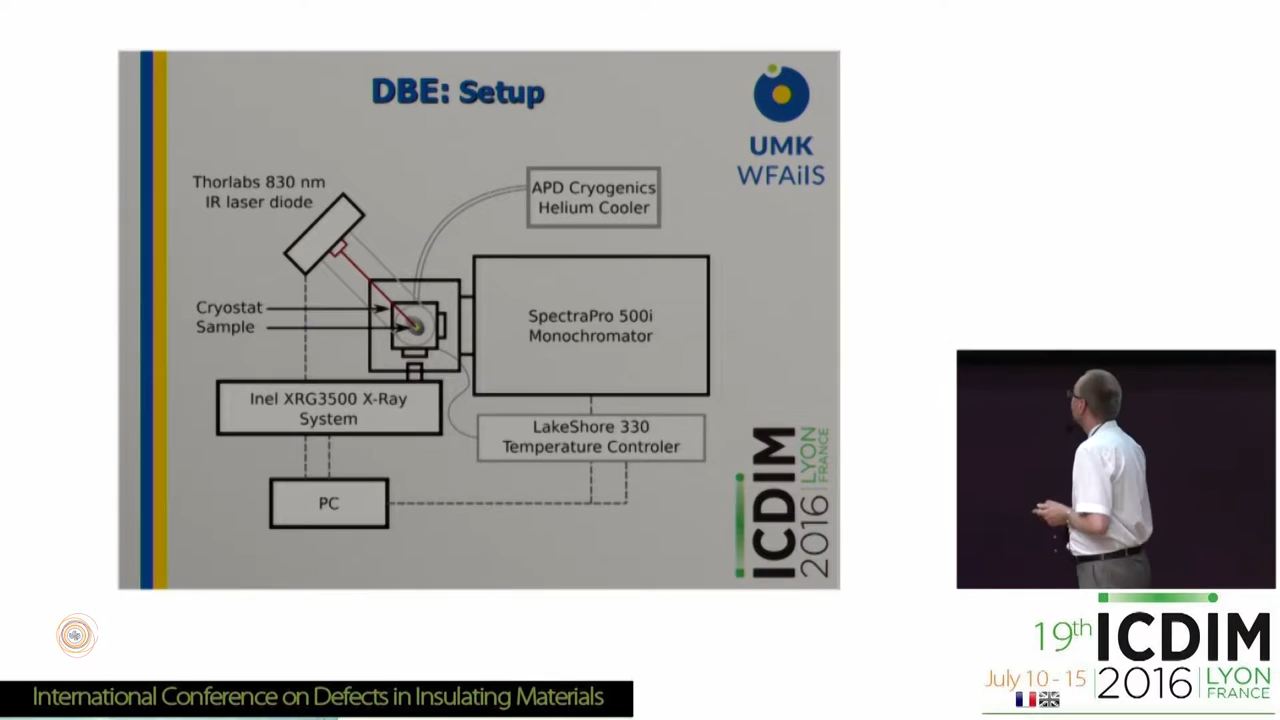 DBE: Setup
UMK
WFAiIS
Thorlabs 830 nm
IR laser diode
APD Cryogenics
Helium Cooler
Cryostat
Sample
SpectraPro 500i
Monochromator
Inel XRG3500 X-Ray
System
LakeShore 330
Temperature Controler
PC
ICDIM
2016
LYON
FRANCE
19th ICDIM
July 10 - 15
2016
LYON
FRANCE
International Conference on Defects in Insulating Materials